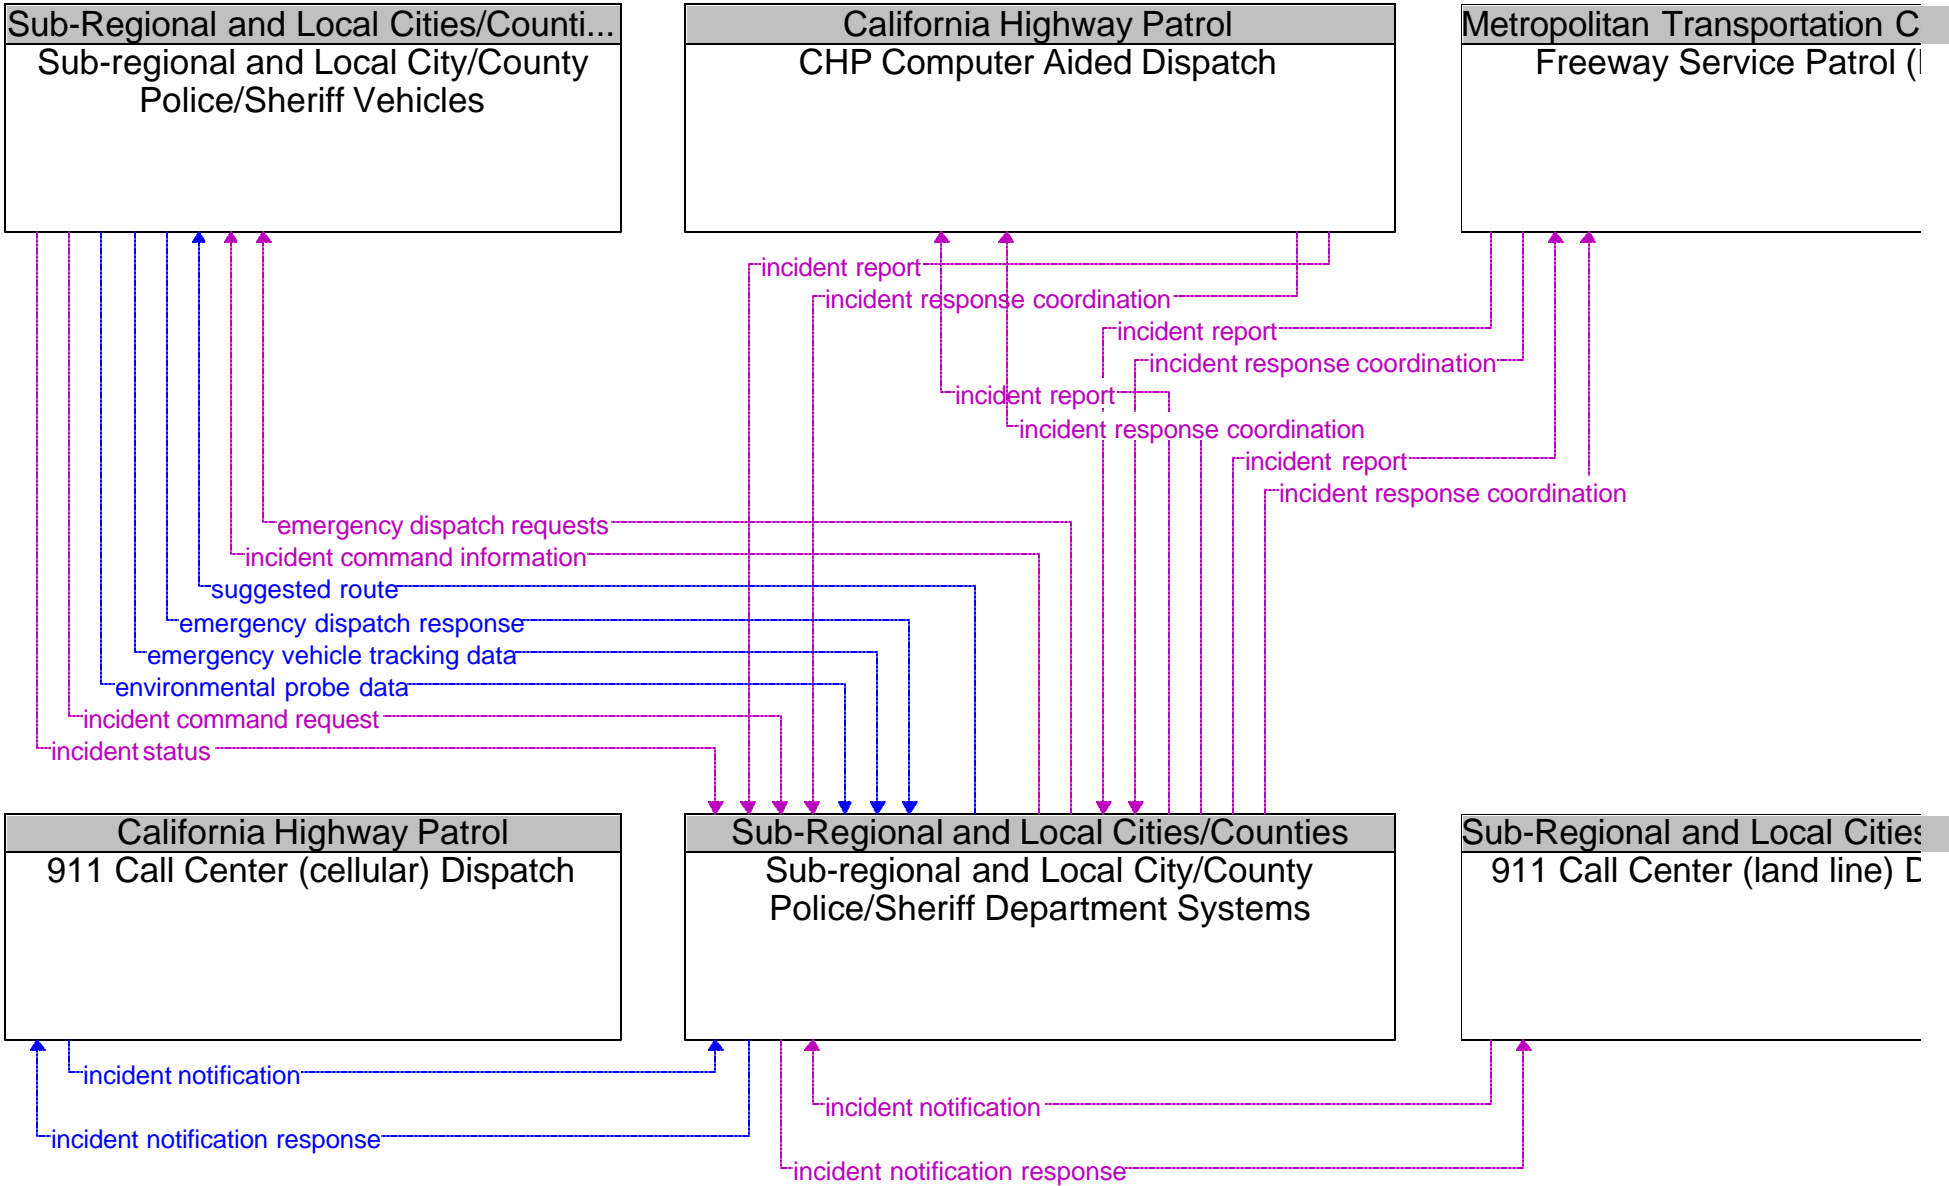 Sub-Regional and Local Cities/Counti...
Sub-regional and Local City/County
Police/Sheriff Vehicles
California Highway Patrol
CHP Computer Aided Dispatch
Metropolitan Transportation C
Freeway Service Patrol (
incident report
incident response coordination
incident report
incident response coordination
incident report
incident response coordination
incident report
incident response coordination
emergency dispatch requests
incident command information
suggested route
emergency dispatch response
emergency vehicle tracking data
environmental probe data
incident command request
incident status
California Highway Patrol
911 Call Center (cellular) Dispatch
Sub-Regional and Local Cities/Counties
Sub-regional and Local City/County
Police/Sheriff Department Systems
Sub-Regional and Local Cities
911 Call Center (land line) D
incident notification
incident notification
incident notification response
incident notification response